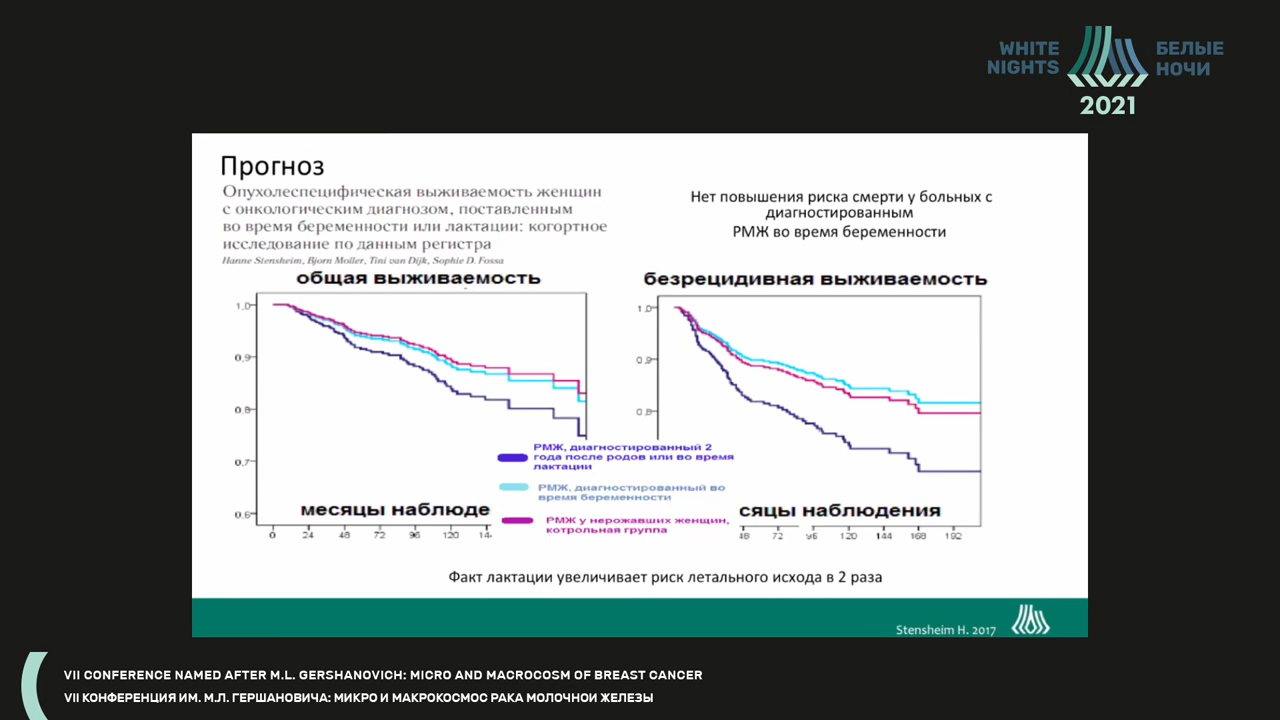 WHITE NIGHTS
БЕЛЫЕ НОЧИ
2021
Прогноз
Опухолеспецифическая выживаемость женщин
с онкологическим диагнозом, поставленным
во время беременности или лактации: когортное
исследование по данным регистра
Hanne Stensheim, Bjorn Moller, Tini van Dijk, Sophie D. Fossa
Нет повышения риска смерти у больных с
диагностированным
РМЖ во время беременности
общая выживаемость
безрецидивная выживаемость
1,0
0,9
0,8
0,7
0,6
1,0
0,9
0,8
РМЖ, диагностированный 2
года после родов или во время
лактации
РМЖ, диагностированный во
время беременности
РМЖ у нерожавших женщин,
котрольная группа
месяцы наблюде
сяцы наблюдения
0 24 48 72 96 120 14
48 72 96 120 144 168 192
Факт лактации увеличивает риск летального исхода в 2 раза
Stensheim H. 2017
VII CONFERENCE NAMED AFTER M.L. GERSHANOVICH: MICRO AND MACROCOSM OF BREAST CANCER
VII КОНФЕРЕНЦИЯ ИМ. М.Л. ГЕРШАНОВИЧА: МИКРО И МАКРОКОСМОС РАКА МОЛОЧНОЙ ЖЕЛЕЗЫ